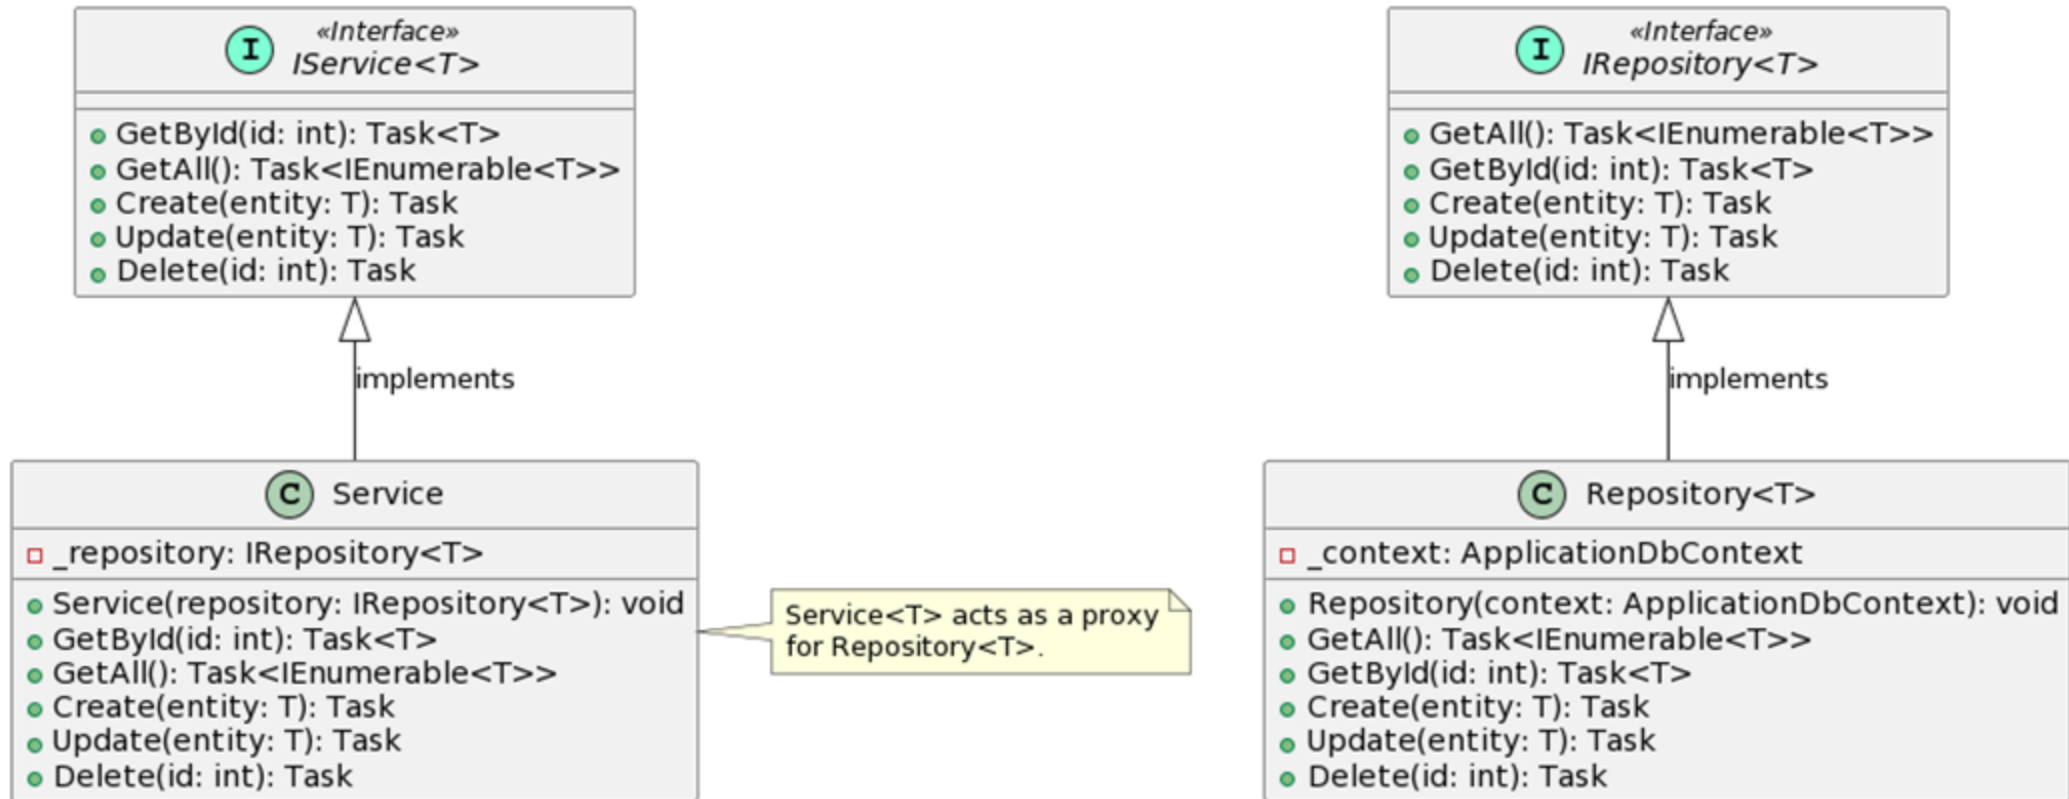 «Interface»
I
IService<T>
GetById(id: int): Task<T>
GetAll(): Task<IEnumerable<T>>
Create(entity: T): Task
Update(entity: T): Task
Delete(id: int): Task
«Interface»
I
IRepository<T>
GetAll(): Task<IEnumerable<T>>
GetById(id: int): Task<T>
Create(entity: T): Task
Update(entity: T): Task
Delete(id: int): Task
implements
implements
C Service
_repository: IRepository<T>
Service(repository: IRepository<T>): void
GetById(id: int): Task<T>
GetAll(): Task<IEnumerable<T>>
Create(entity: T): Task
Update(entity: T): Task
Delete(id: int): Task
Service<T> acts as a proxy
for Repository<T>.
C Repository<T>
_context: ApplicationDbContext
Repository(context: ApplicationDbContext): void
GetAll(): Task<IEnumerable<T>>
GetById(id: int): Task<T>
Create(entity: T): Task
Update(entity: T): Task
Delete(id: int): Task